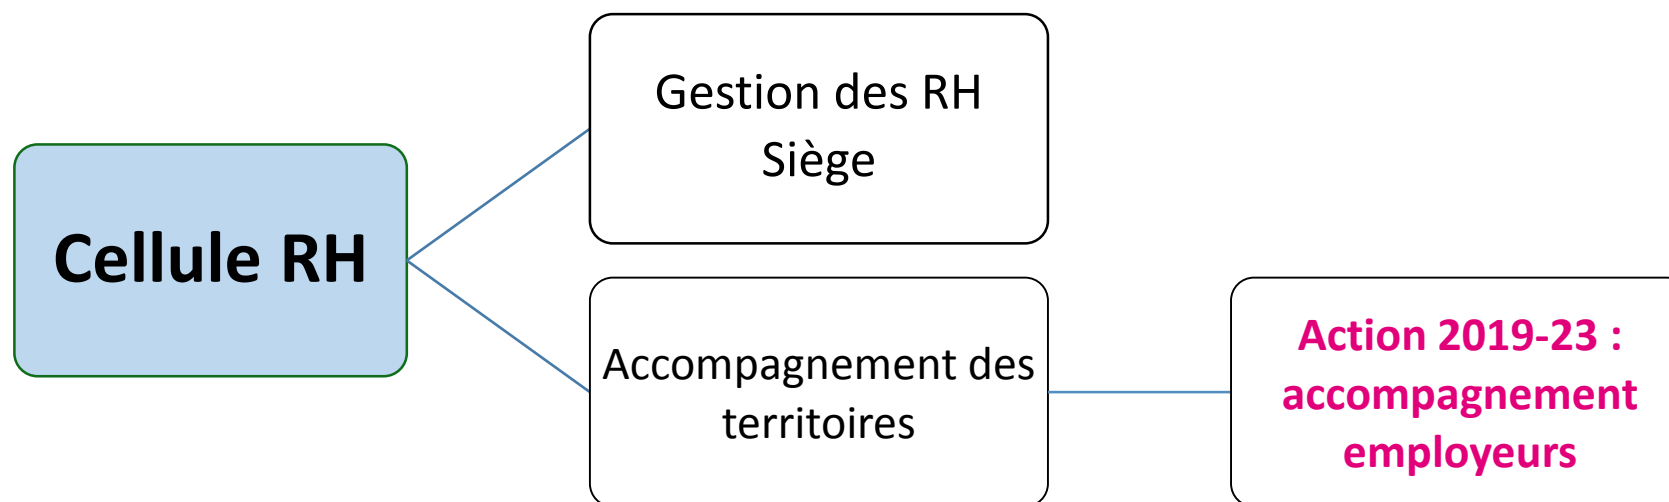 Cellule RH
Gestion des RH
Siège
Accompagnement des
territoires
Action 2019-23 :
accompagnement
employeurs